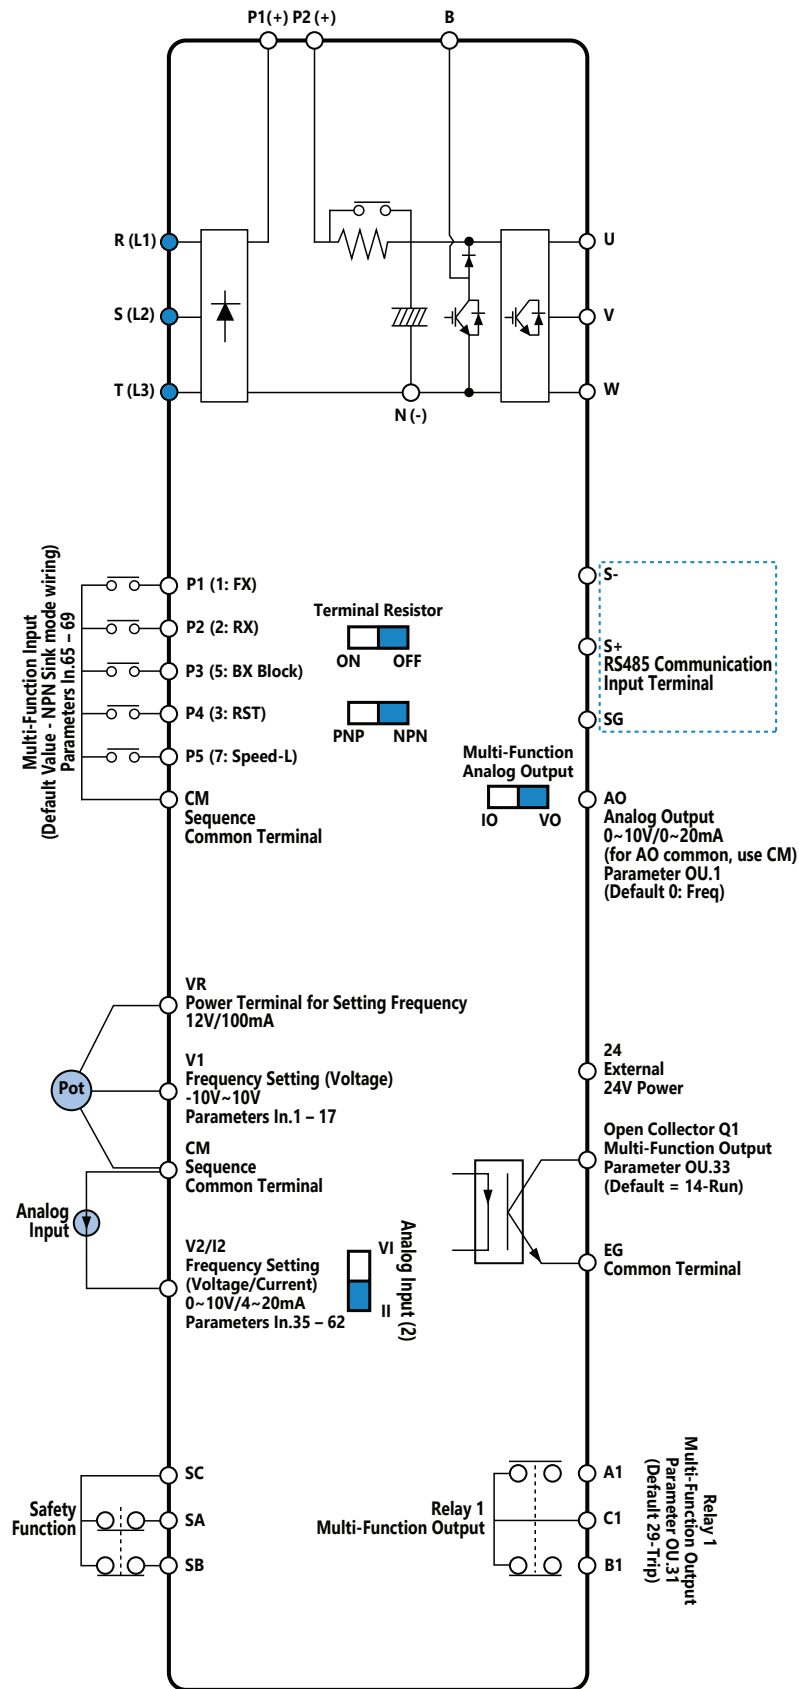 P1(+) P2 (+) B
R (L1)
S (L2)
T (L3)
U
V
W
N (-)
Multi-Function Input
(Default Value - NPN Sink mode wiring)
Parameters In.65 – 69
P1 (1: FX)
P2 (2: RX)
P3 (5: BX Block)
P4 (3: RST)
P5 (7: Speed-L)
CM
Sequence
Common Terminal
Terminal Resistor
ON OFF
PNP NPN
Multi-Function
Analog Output
IO VO
S-
S+
RS485 Communication
Input Terminal
SG
AO
Analog Output
0~10V/0~20mA
(for AO common, use CM)
Parameter OU.1
(Default 0: Freq)
VR
Power Terminal for Setting Frequency
12V/100mA
Pot
V1
Frequency Setting (Voltage)
-10V~10V
Parameters In.1 – 17
CM
Sequence
Common Terminal
Analog
Input
V2/I2
Frequency Setting
(Voltage/Current)
0~10V/4~20mA
Parameters In.35 – 62
VI
II
Analog Input (2)
24
External
24V Power
Open Collector Q1
Multi-Function Output
Parameter OU.33
(Default = 14-Run)
EG
Common Terminal
Safety
Function
SC
SA
SB
Relay 1
Multi-Function Output
A1
C1
B1
Relay 1
Multi-Function Output
Parameter OU.31
(Default 29-Trip)